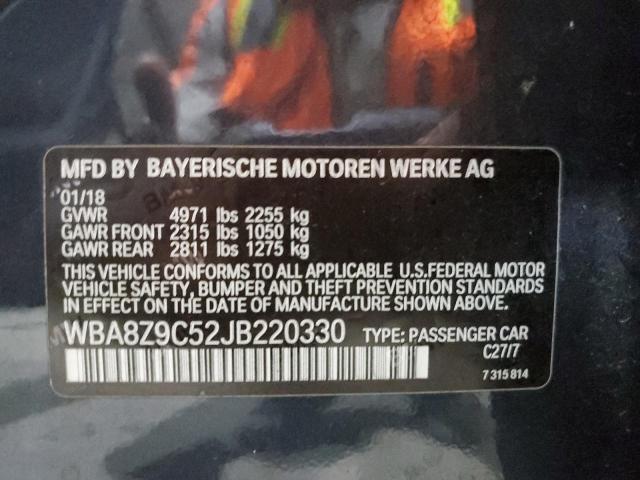 MFD BY BAYERISCHE MOTOREN WERKE AG
01/18
GVWR 4971 lbs 2255 kg
GAWR FRONT 2315 lbs 1050 kg
GAWR REAR 2811 lbs 1275 kg
THIS VEHICLE CONFORMS TO ALL APPLICABLE U.S.FEDERAL MOTOR
VEHICLE SAFETY, BUMPER AND THEFT PREVENTION STANDARDS
IN EFFECT ON THE DATE OF MANUFACTURE SHOWN ABOVE.
WBA8Z9C52JB220330 TYPE: PASSENGER CAR
C27/7
7 315 814